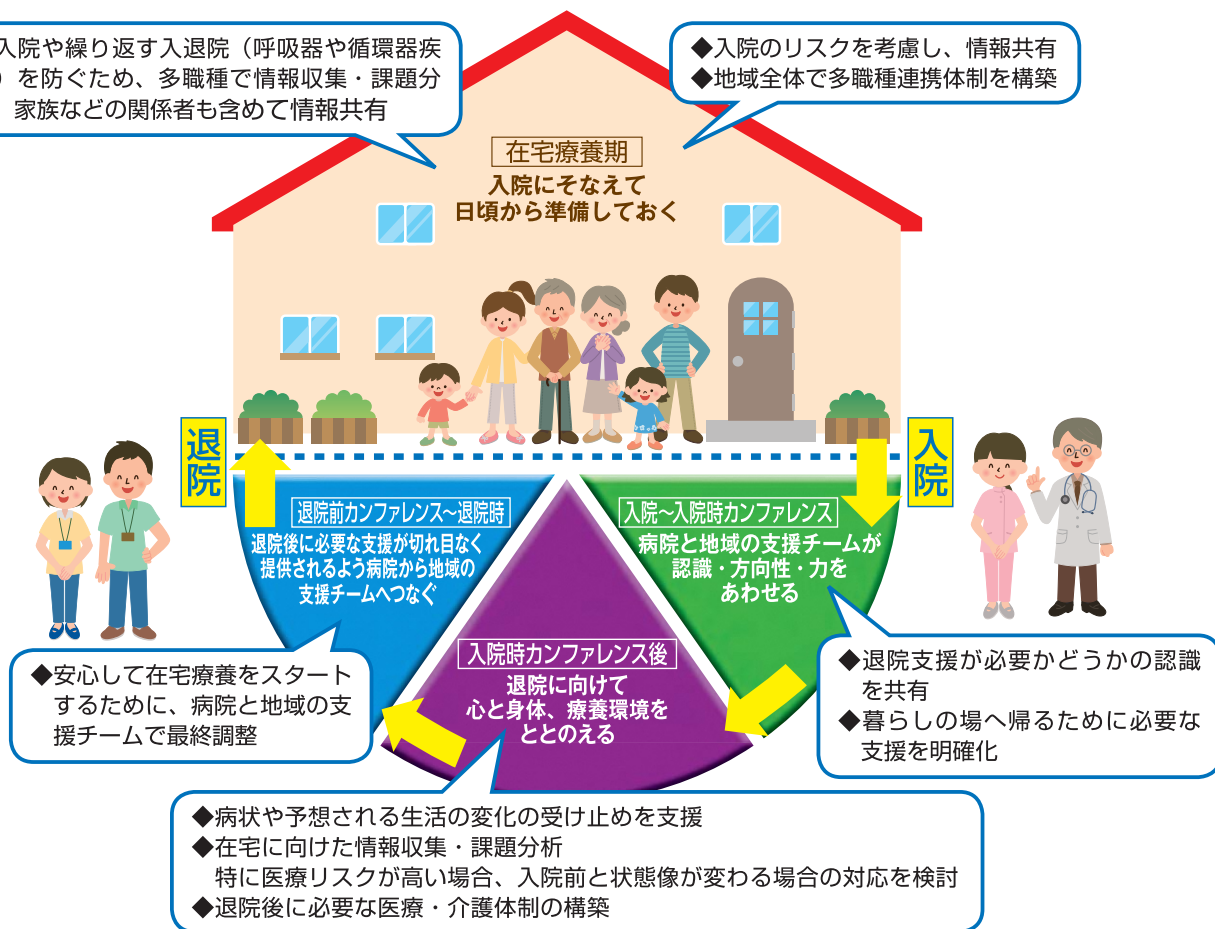 入院や繰り返す入退院（呼吸器や循環器疾
）を防ぐため、多職種で情報収集・課題分
家族などの関係者も含めて情報共有
◆入院のリスクを考慮し、情報共有
◆地域全体で多職種連携体制を構築
在宅療養期
入院にそなえて
日頃から準備しておく
退院
入院
退院前カンファレンス～退院時
退院後に必要な支援が切れ目なく
提供されるよう病院から地域の
支援チームへつなぐ
入院～入院時カンファレンス
病院と地域の支援チームが
認識・方向性・力を
あわせる
入院時カンファレンス後
退院に向けて
心と身体、療養環境を
ととのえる
◆安心して在宅療養をスタート
するために、病院と地域の支
援チームで最終調整
◆退院支援が必要かどうかの認識
を共有
◆暮らしの場へ帰るために必要な
支援を明確化
◆病状や予想される生活の変化の受け止めを支援
◆在宅に向けた情報収集・課題分析
特に医療リスクが高い場合、入院前と状態像が変わる場合の対応を検討
◆退院後に必要な医療・介護体制の構築